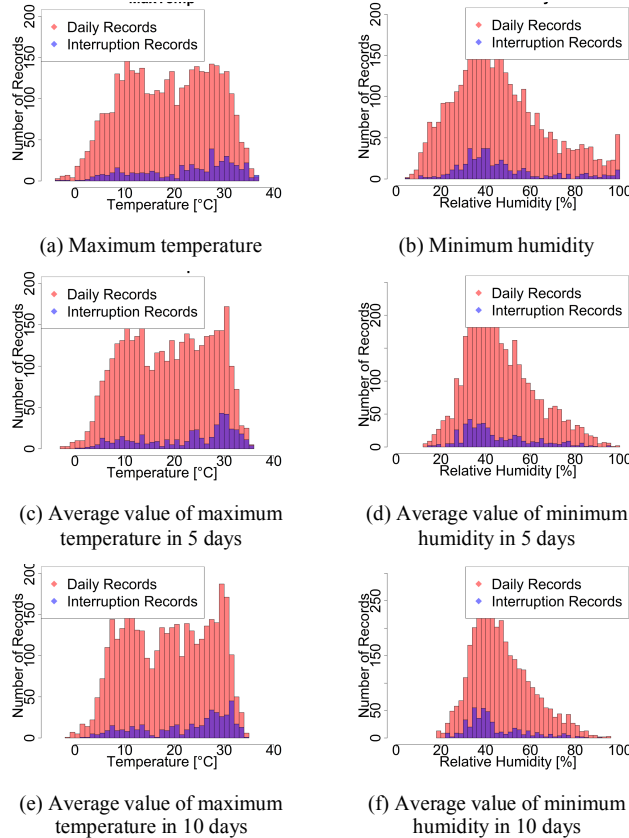 MaxTemp
Daily Records
Interruption Records
Number of Records
0 50 100 150 200
0 10 20 30 40
Temperature [°C]
(a) Maximum temperature
Daily Records
Interruption Records
Number of Records
0 50 100 150 200
0 20 40 60 80 100
Relative Humidity [%]
(b) Minimum humidity
Daily Records
Interruption Records
Number of Records
0 50 100 150 200
0 10 20 30 40
Temperature [°C]
(c) Average value of maximum
temperature in 5 days
Daily Records
Interruption Records
Number of Records
0 50 100 200
0 20 40 60 80 100
Relative Humidity [%]
(d) Average value of minimum
humidity in 5 days
Daily Records
Interruption Records
Number of Records
0 50 100 150 200
0 10 20 30 40
Temperature [°C]
(e) Average value of maximum
temperature in 10 days
Daily Records
Interruption Records
Number of Records
0 50 150 250
0 20 40 60 80 100
Relative Humidity [%]
(f) Average value of minimum
humidity in 10 days